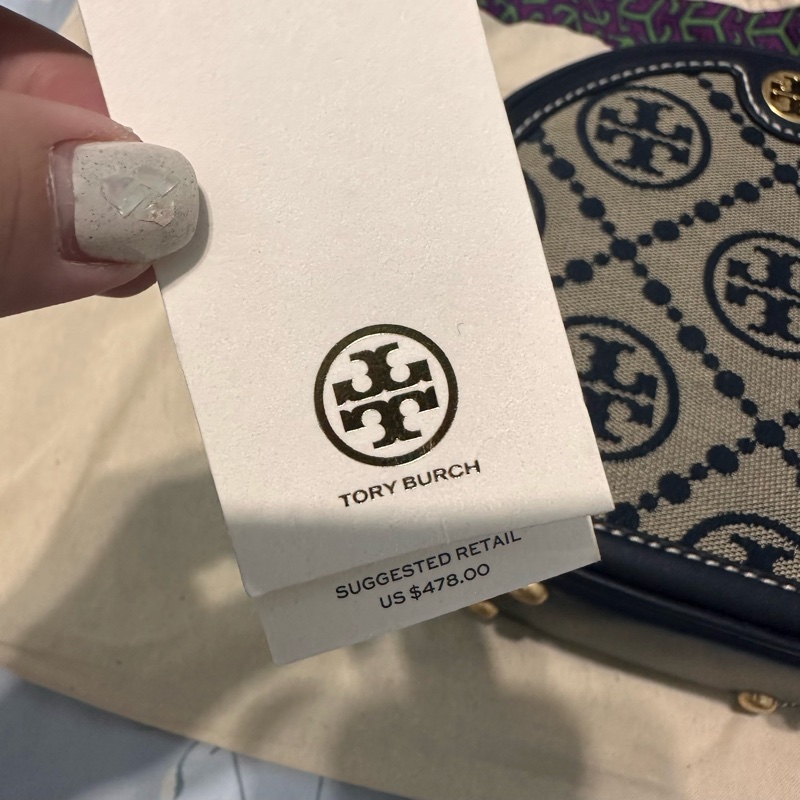 TORY BURCH
SUGGESTED RETAIL
US $478.00